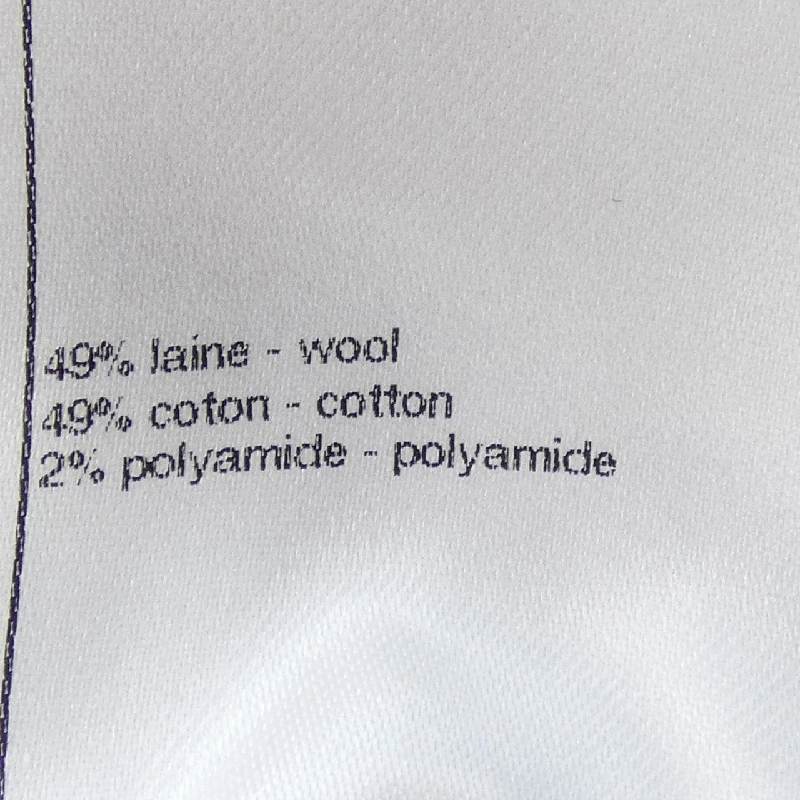 49% laine - wool
49% coton - cotton
2% polyamide - polyamide